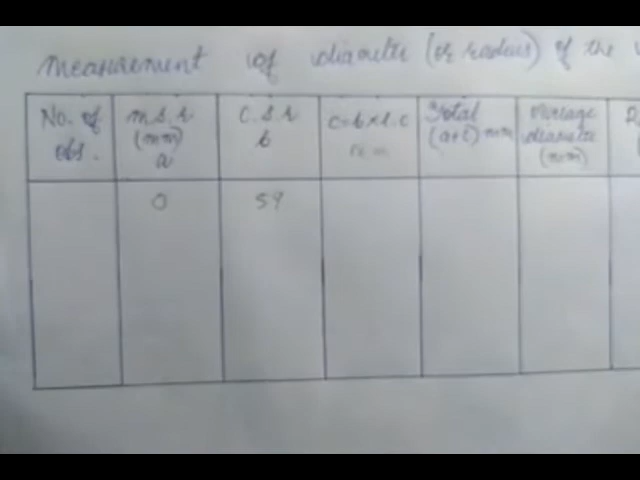 Measurement of diameter (or radius) of the
No. of obs.
m.s.r (mm) a
c.s.r b
c=b×l.c
Total (a+c) mm
Average diameter (mm)
0
59